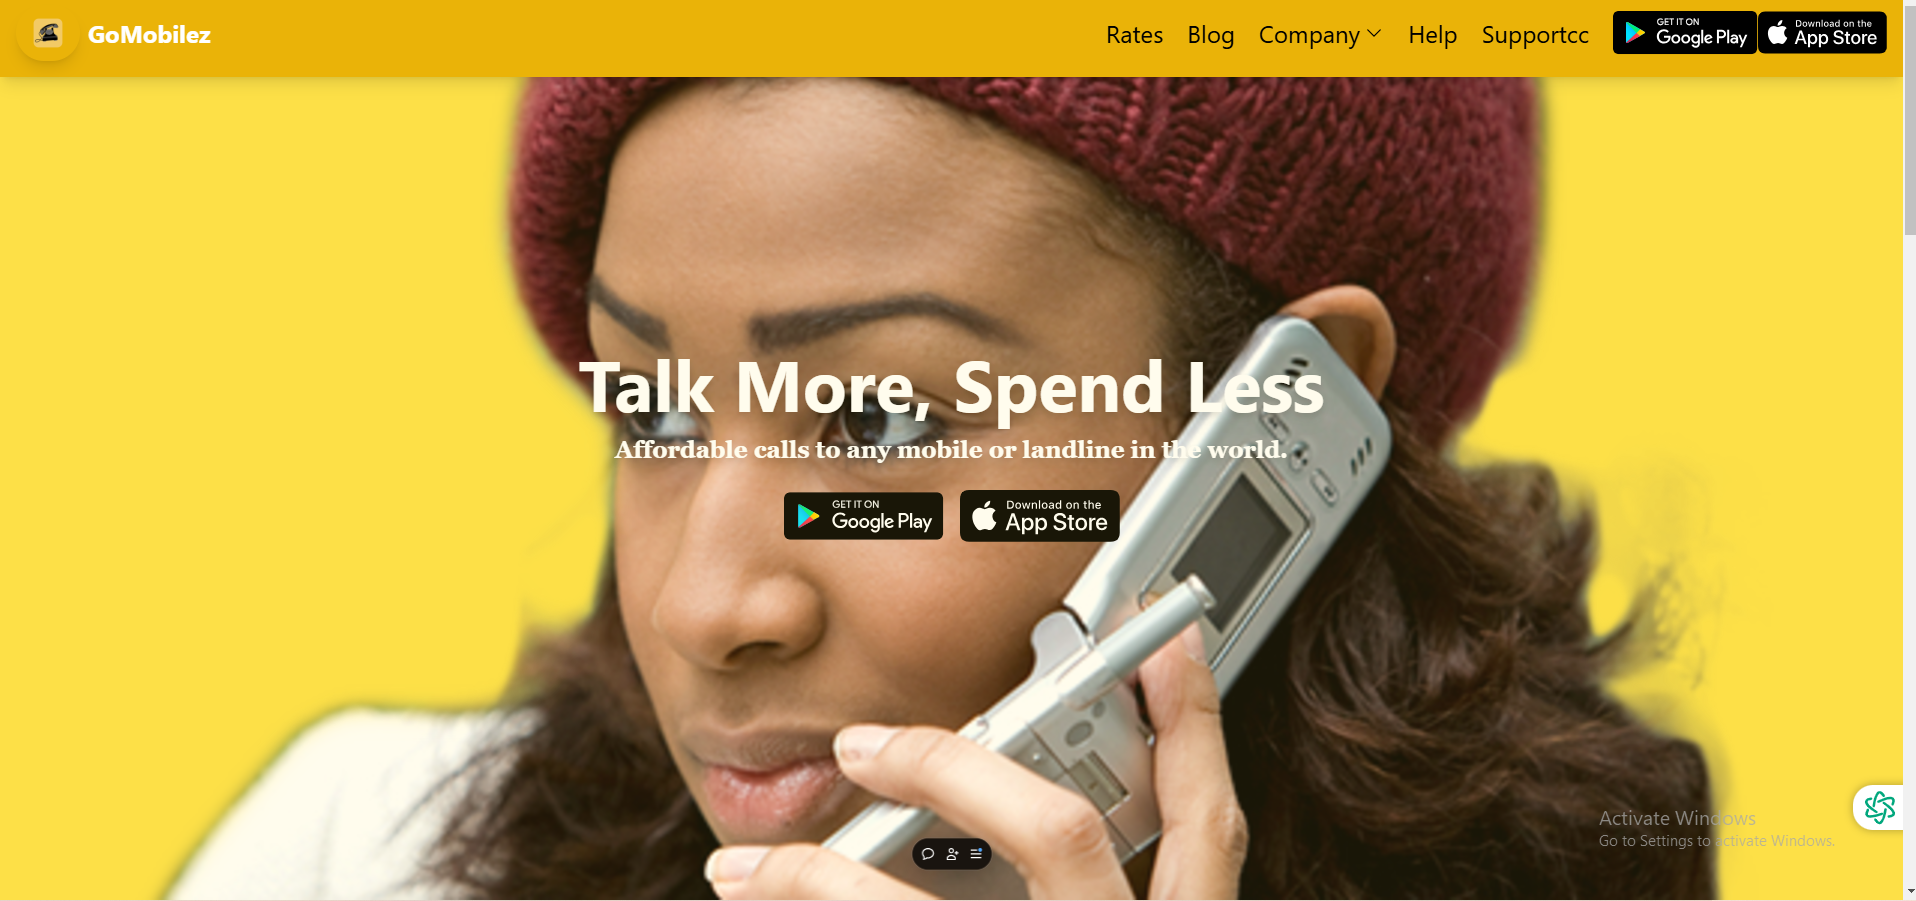 GoMobilez
Rates Blog Company Help Supportcc
GET IT ON
Google Play
Download on the
App Store
Talk More, Spend Less
Affordable calls to any mobile or landline in the world.
GET IT ON
Google Play
Download on the
App Store
Activate Windows
Go to Settings to activate Windows.